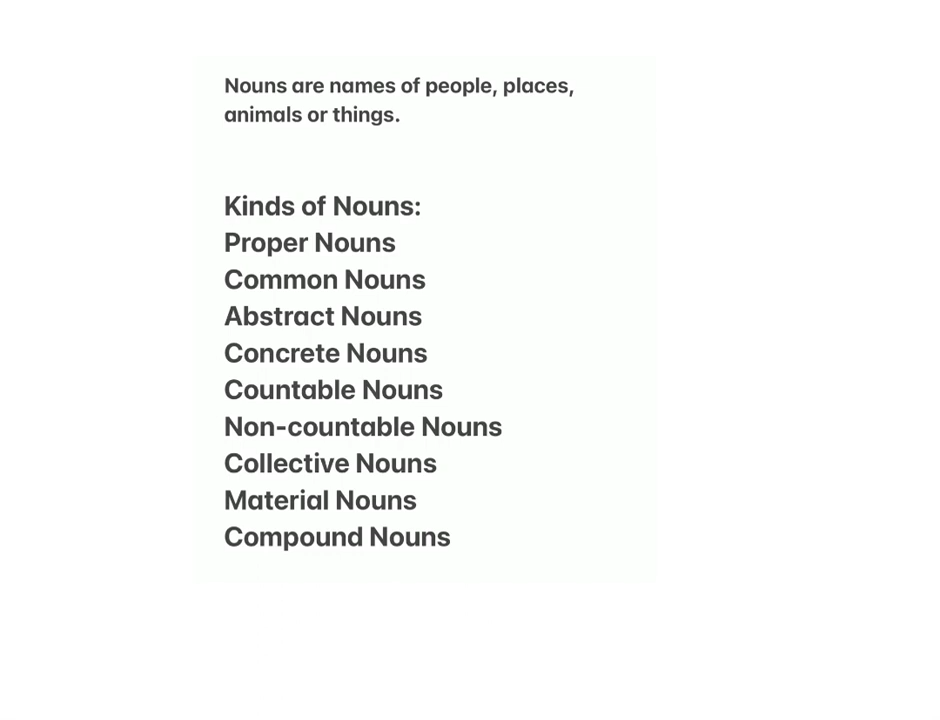 Nouns are names of people, places,
animals or things.
Kinds of Nouns:
Proper Nouns
Common Nouns
Abstract Nouns
Concrete Nouns
Countable Nouns
Non-countable Nouns
Collective Nouns
Material Nouns
Compound Nouns